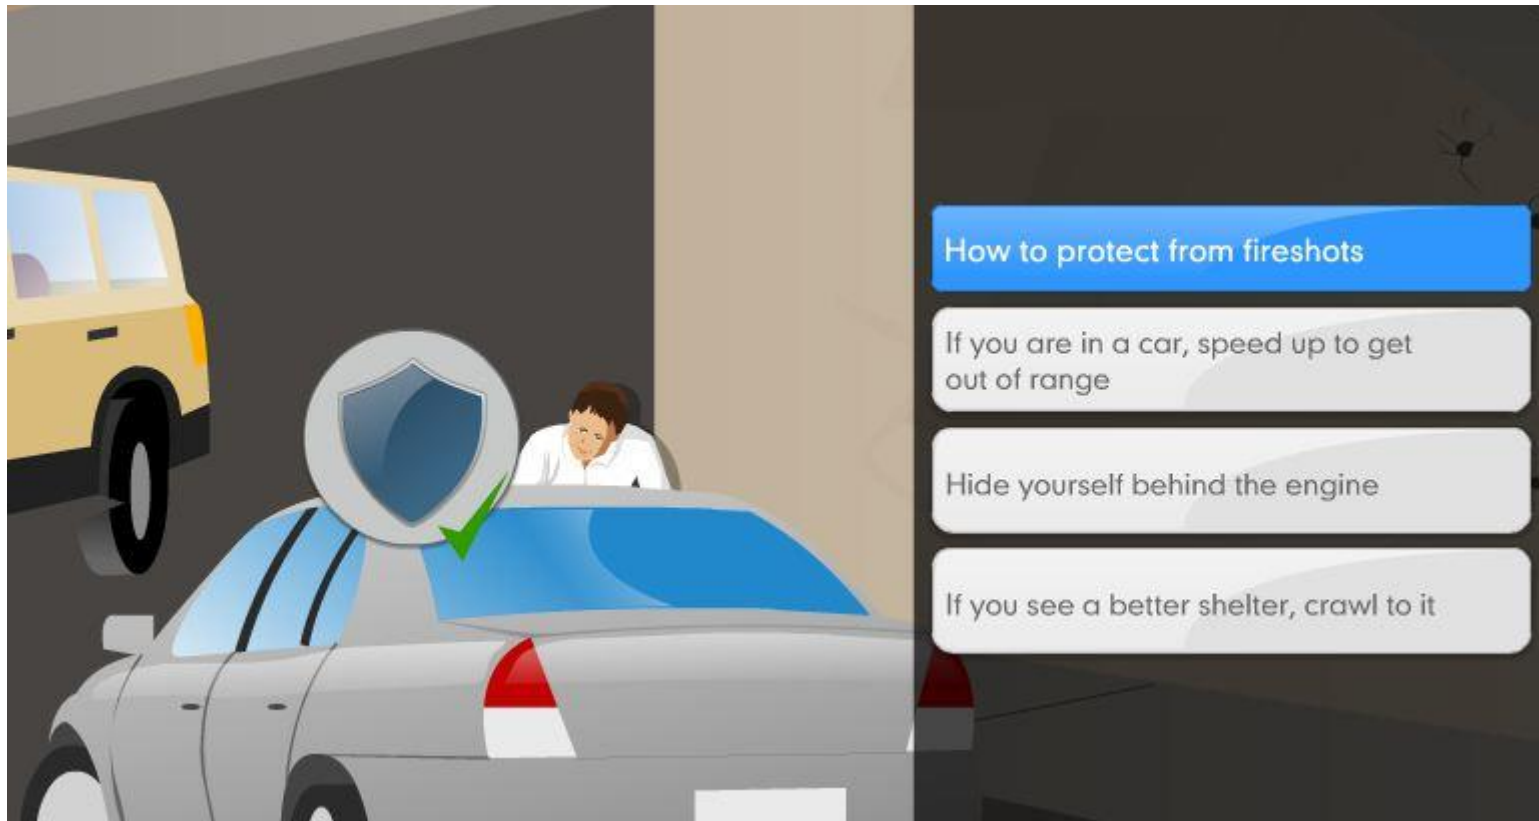 How to protect from fireshots
If you are in a car, speed up to get
out of range
Hide yourself behind the engine
If you see a better shelter, crawl to it